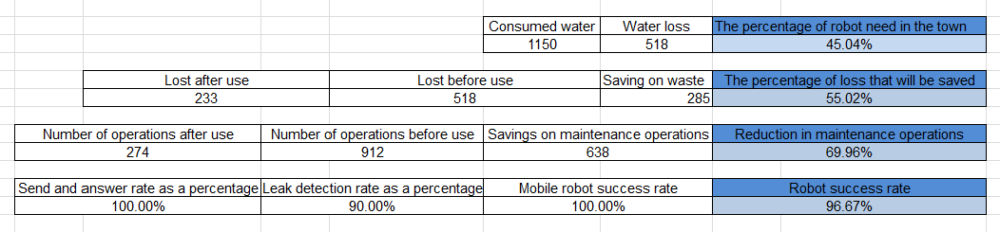 Consumed water Water loss The percentage of robot need in the town
1150 518 45.04%
Lost after use Lost before use Saving on waste The percentage of loss that will be saved
233 518 285 55.02%
Number of operations after use Number of operations before use Savings on maintenance operations Reduction in maintenance operations
274 912 638 69.96%
Send and answer rate as a percentage Leak detection rate as a percentage Mobile robot success rate Robot success rate
100.00% 90.00% 100.00% 96.67%